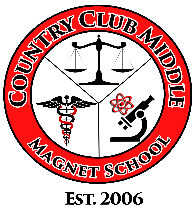 COUNTRY CLUB MIDDLE
MAGNET SCHOOL
EST. 2006